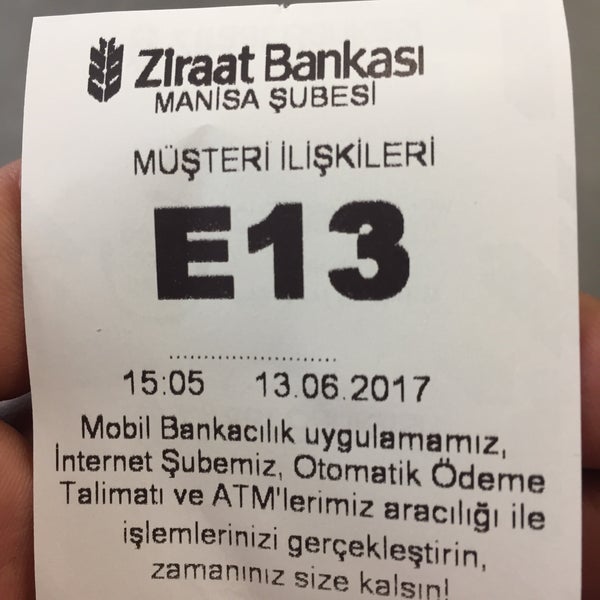 Ziraat Bankası
MANİSA ŞUBESİ
MÜŞTERİ İLİŞKİLERİ
E13
15:05 13.06.2017
Mobil Bankacılık uygulamamız,
İnternet Şubemiz, Otomatik Ödeme
Talimatı ve ATM'lerimiz aracılığı ile
işlemlerinizi gerçekleştirin,
zamanınız size kalsın!